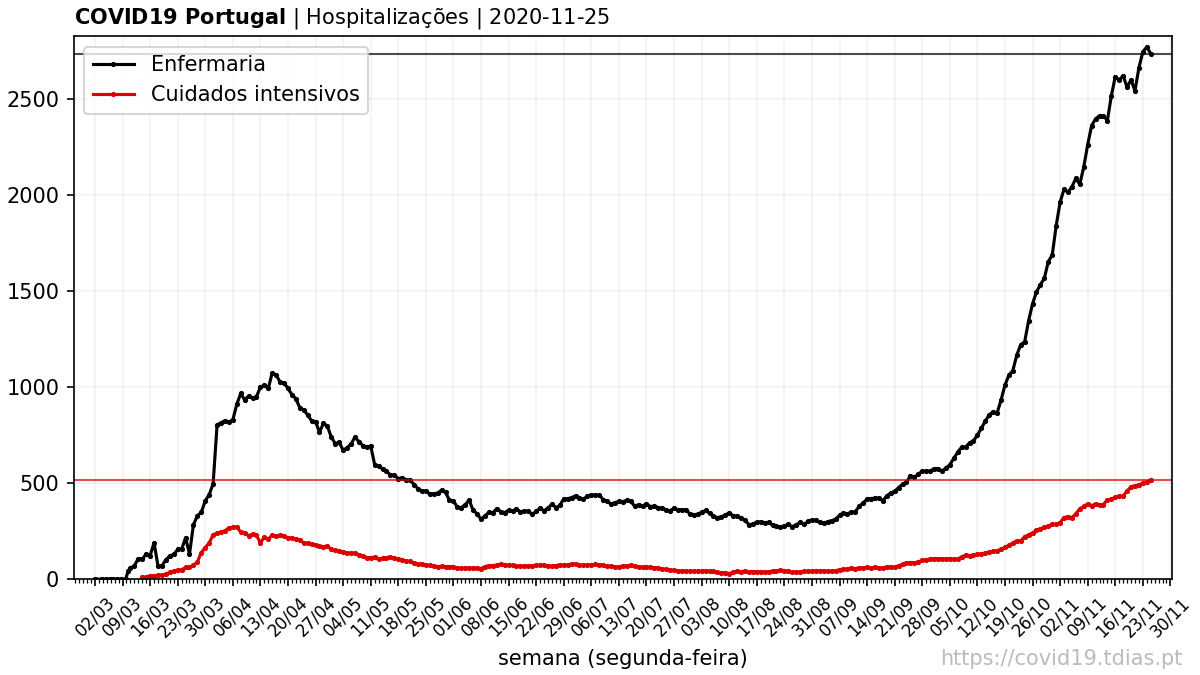 COVID19 Portugal | Hospitalizações | 2020-11-25
Enfermaria
Cuidados intensivos
2500
2000
1500
1000
500
0
02/03 09/03 16/03 23/03 30/03 06/04 13/04 20/04 27/04 04/05 11/05 18/05 25/05 01/06 08/06 15/06 22/06 29/06 06/07 13/07 20/07 27/07 03/08 10/08 17/08 24/08 31/08 07/09 14/09 21/09 28/09 05/10 12/10 19/10 26/10 02/11 09/11 16/11 23/11 30/11
semana (segunda-feira)
https://covid19.tdias.pt